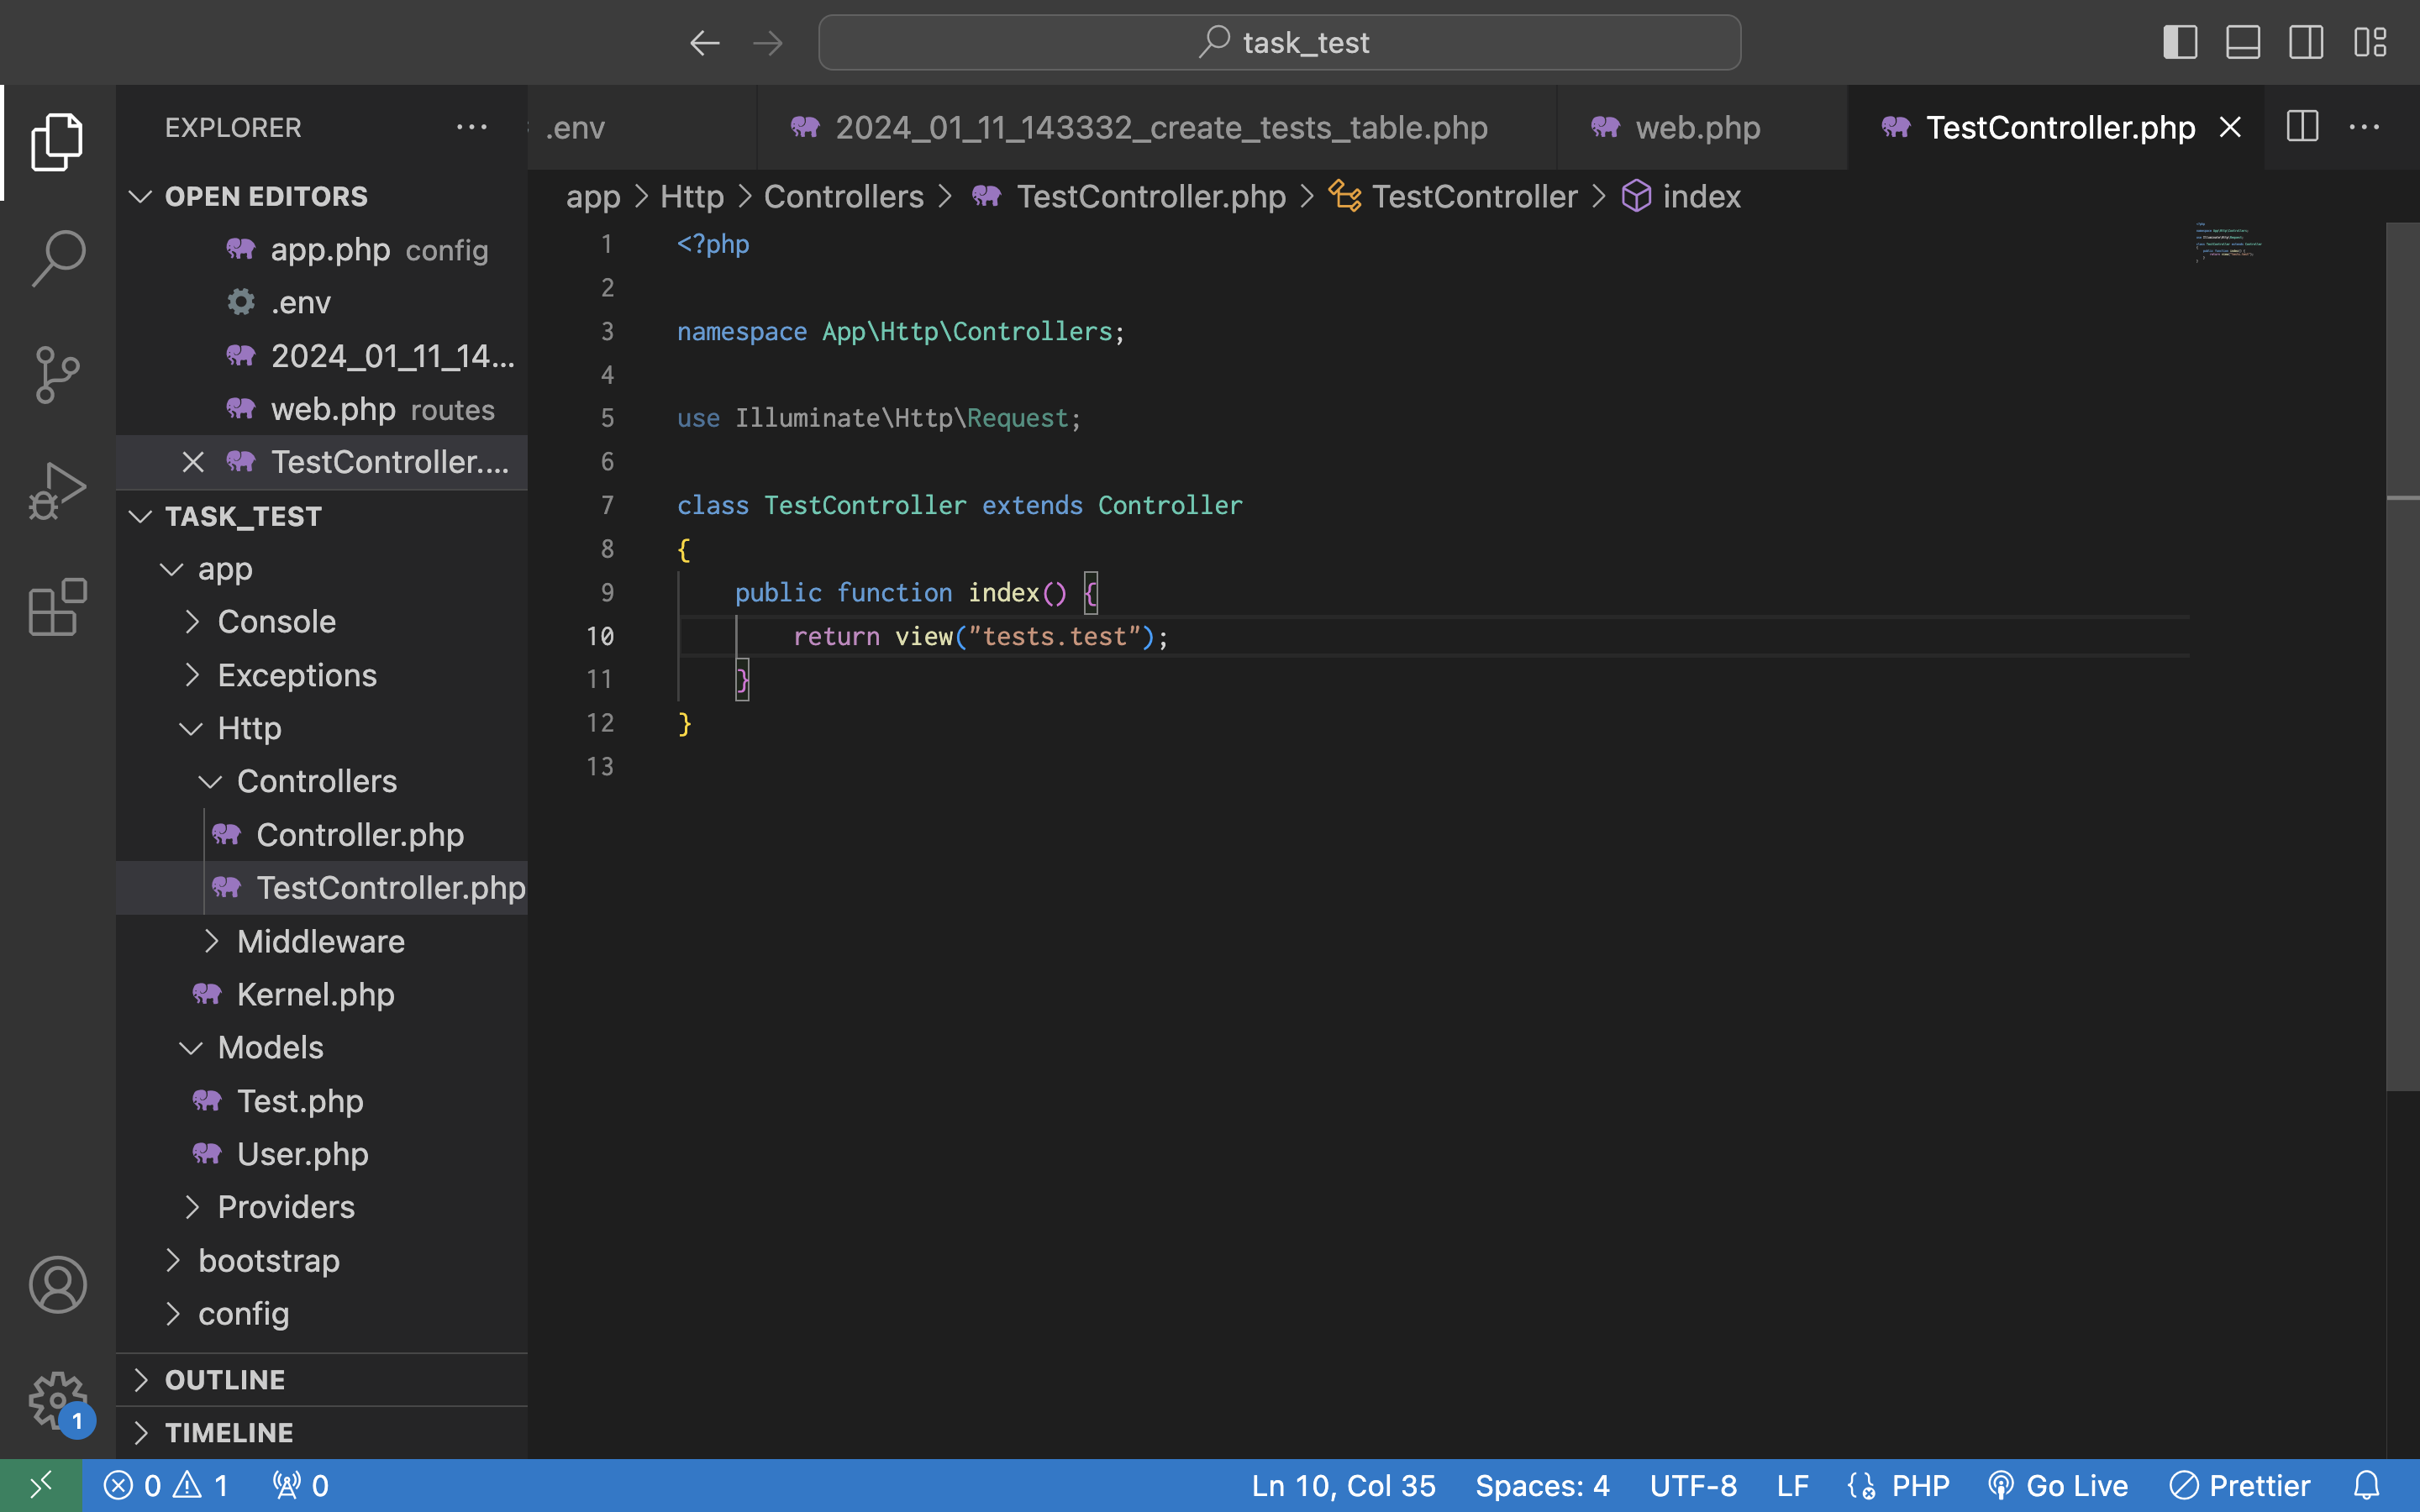 task_test
EXPLORER
OPEN EDITORS
app.php config
.env
2024_01_11_14...
web.php routes
TestController....
TASK_TEST
app
Console
Exceptions
Http
Controllers
Controller.php
TestController.php
Middleware
Kernel.php
Models
Test.php
User.php
Providers
bootstrap
config
OUTLINE
TIMELINE
1
.env
2024_01_11_143332_create_tests_table.php
web.php
TestController.php
app > Http > Controllers > TestController.php > TestController > index
1 <?php
2
3 namespace App\Http\Controllers;
4
5 use Illuminate\Http\Request;
6
7 class TestController extends Controller
8 {
9 public function index() {
10 return view("tests.test");
11 }
12 }
13
0 1 0 Ln 10, Col 35 Spaces: 4 UTF-8 LF PHP Go Live Prettier